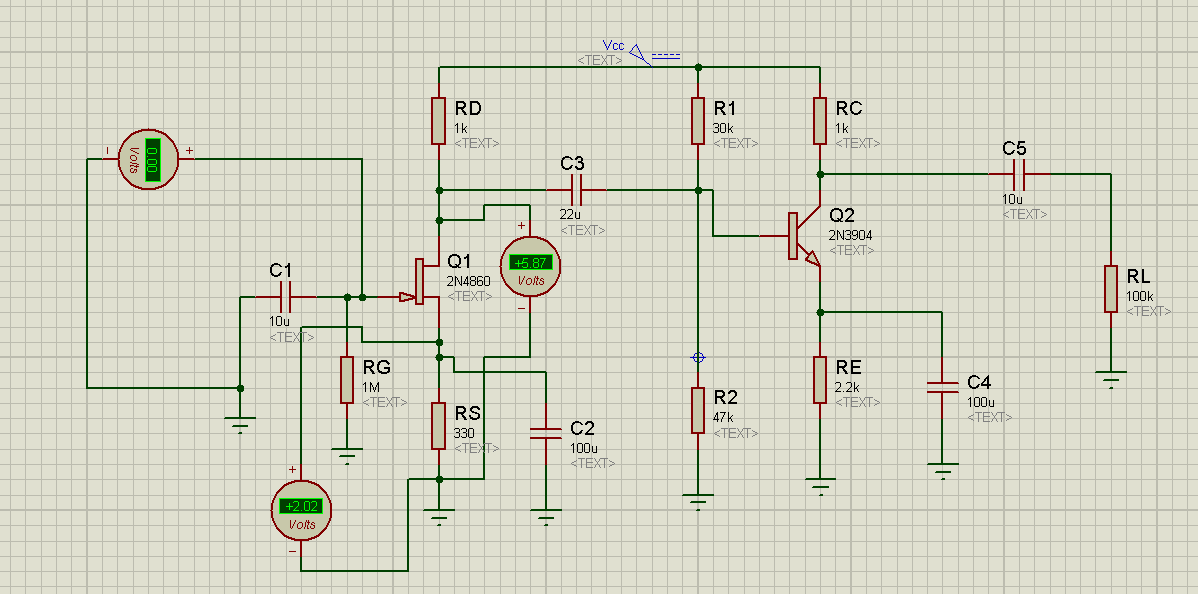 Vcc
<TEXT>
RD
1k
<TEXT>
R1
30k
<TEXT>
RC
1k
<TEXT>
- +
0.00
Volts
C3
22u
<TEXT>
C5
10u
<TEXT>
Q2
2N3904
<TEXT>
+
+5.87
Volts
-
Q1
2N4860
<TEXT>
C1
10u
<TEXT>
RL
100k
<TEXT>
RG
1M
<TEXT>
RE
2.2k
<TEXT>
C4
100u
<TEXT>
R2
47k
<TEXT>
RS
330
<TEXT>
C2
100u
<TEXT>
+
+2.02
Volts
-